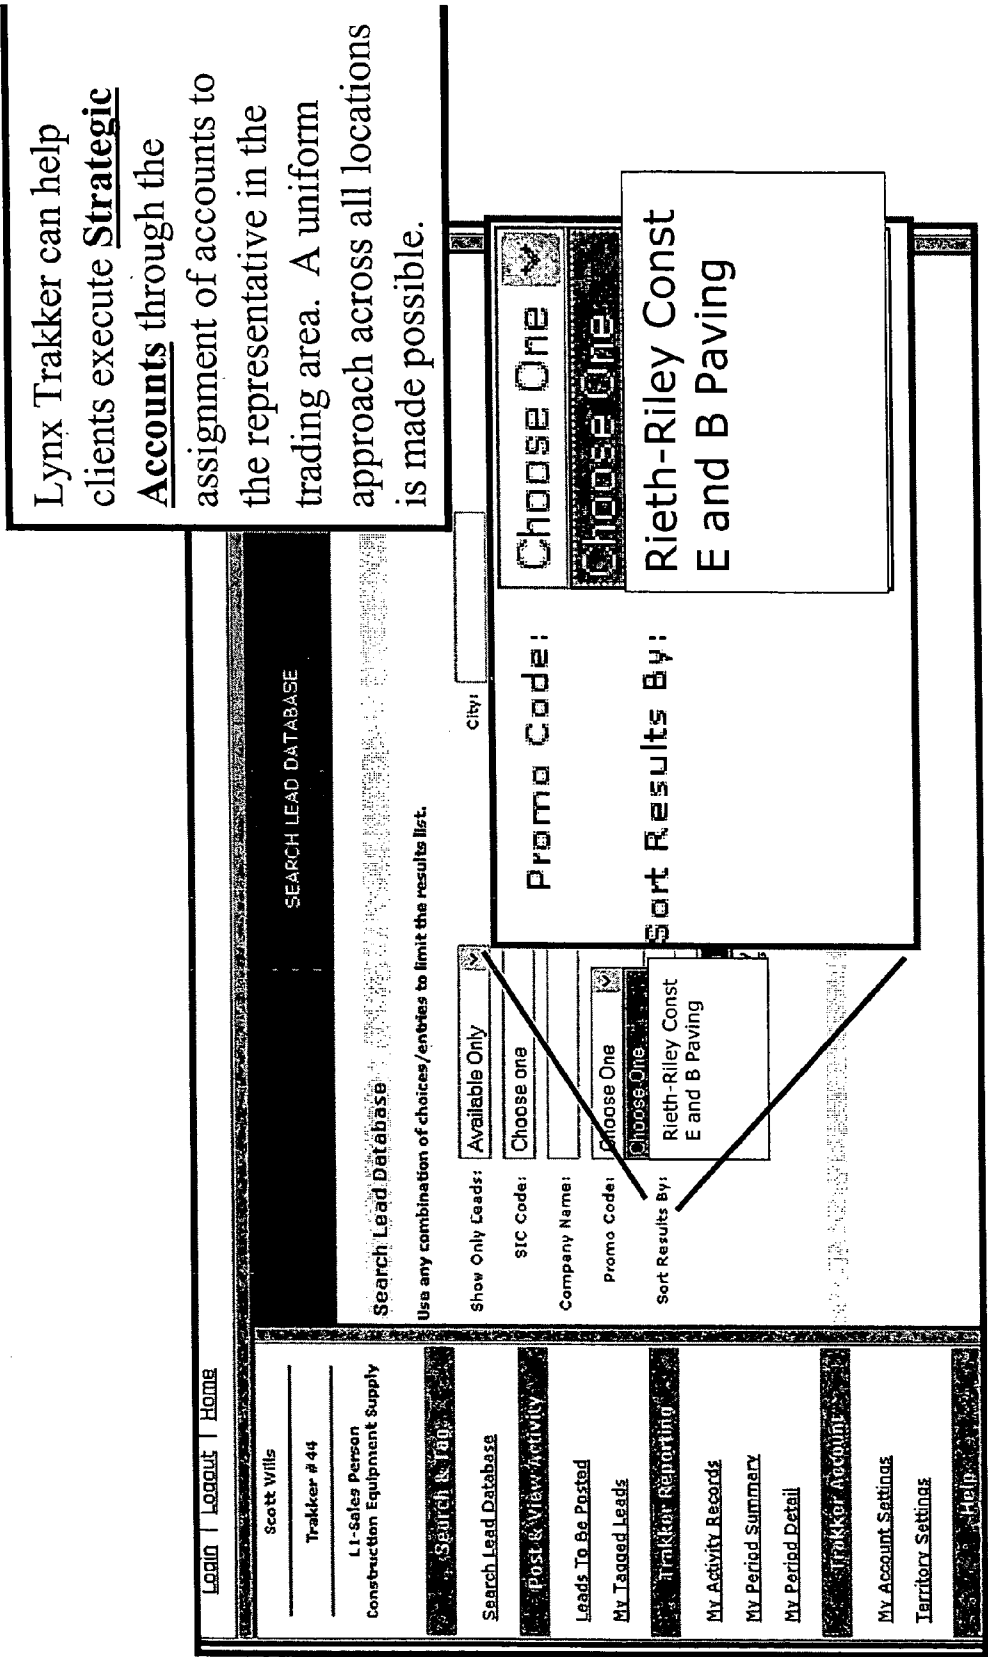 Lynx Trakker can help
clients execute Strategic
Accounts through the
assignment of accounts to
the representative in the
trading area. A uniform
approach across all locations
is made possible.
Login | Logout | Home
Scott Wills
Trakker #44
L1-Sales Person
Construction Equipment Supply
Search & Tag
Search Lead Database
Post & View Activity
Leads To Be Posted
My Tagged Leads
Trakker Reporting
My Activity Records
My Period Summary
My Period Detail
Trakker Account
My Account Settings
Territory Settings
Help
SEARCH LEAD DATABASE
Search Lead Database
Use any combination of choices/entries to limit the results list.
Show Only Leads: Available Only
City:
SIC Code: Choose one
Company Name:
Promo Code: Choose One
Choose One
Rieth-Riley Const
E and B Paving
Sort Results By:
Promo Code: Choose One
Choose One
Rieth-Riley Const
E and B Paving
Sort Results By: